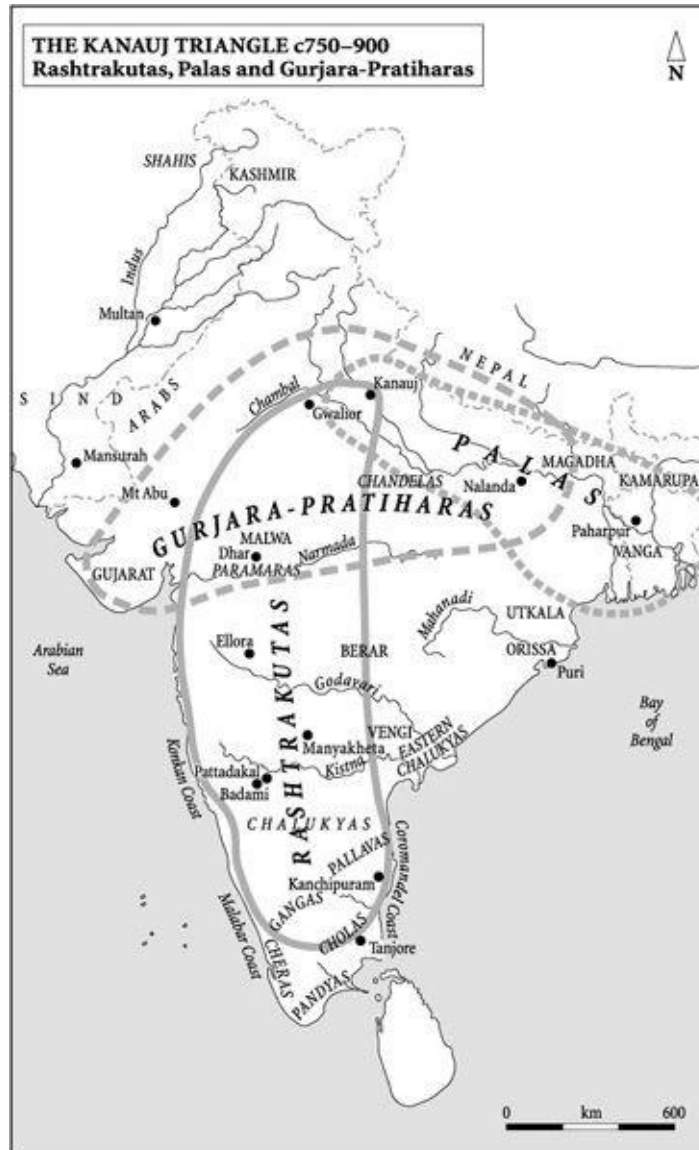 THE KANAUJ TRIANGLE c750–900
Rashtrakutas, Palas and Gurjara-Pratiharas
N
SHAHIS
KASHMIR
Indus
Multan
SIND
ARABS
NEPAL
Chambal
Kanauj
Gwalior
PALAS
Mansurah
MAGADHA
CHANDELAS
KAMARUPA
Nalanda
Mt Abu
GURJARA-PRATIHARAS
Paharpur
MALWA
VANGA
Dhar
Narmada
PARAMARAS
GUJARAT
Mahanadi
UTKALA
Arabian
Sea
Ellora
BERAR
ORISSA
Puri
RASHTRAKUTAS
Godavari
Bay
of
Bengal
VENGI
Manyakheta
EASTERN
CHALUKYAS
Kistna
Konkan Coast
Pattadakal
Badami
CHALUKYAS
PALLAVAS
Coromandel Coast
Kanchipuram
GANGAS
Malabar Coast
CHOLAS
Tanjore
CHERAS
PANDYAS
0 km 600